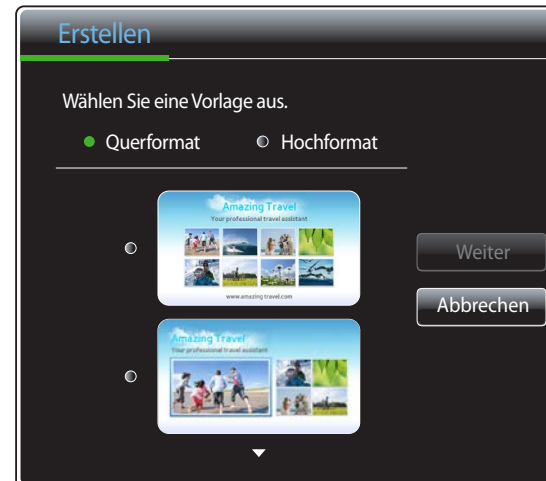 Erstellen
Wählen Sie eine Vorlage aus.
Querformat Hochformat
Amazing Travel
Your professional travel assistant
www.amazing travel.com
Weiter
Abbrechen
Amazing Travel
Your professional travel assistant